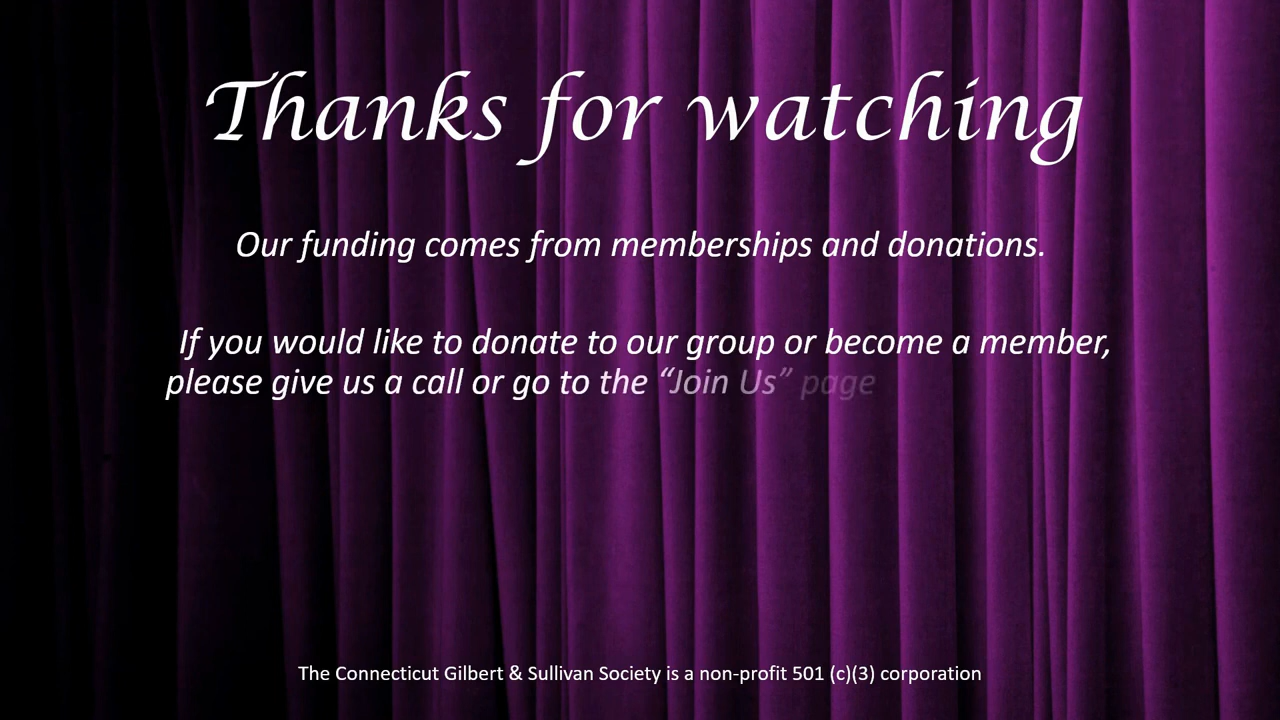 Thanks for watching
Our funding comes from memberships and donations.
If you would like to donate to our group or become a member,
please give us a call or go to the “Join Us” page
The Connecticut Gilbert & Sullivan Society is a non-profit 501 (c)(3) corporation